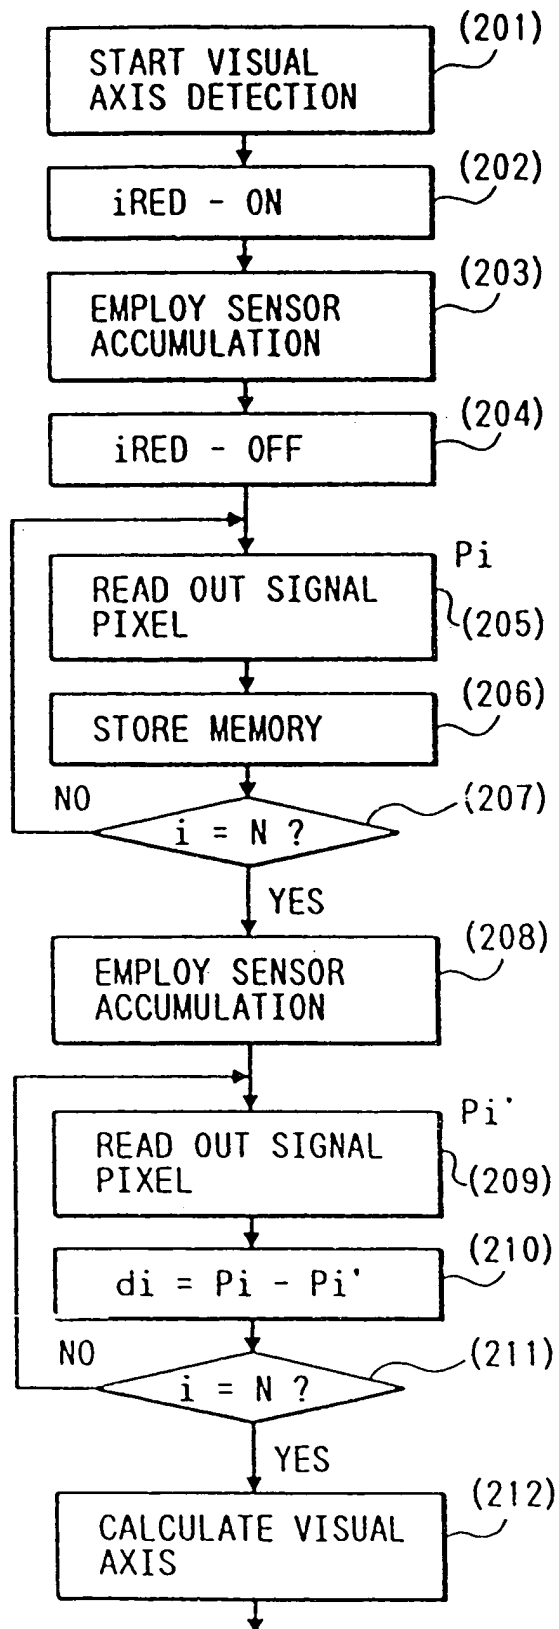 (201)
START VISUAL
AXIS DETECTION
(202)
iRED - ON
(203)
EMPLOY SENSOR
ACCUMULATION
(204)
iRED - OFF
Pi
READ OUT SIGNAL
PIXEL
(205)
(206)
STORE MEMORY
NO
(207)
i = N ?
YES
(208)
EMPLOY SENSOR
ACCUMULATION
Pi'
READ OUT SIGNAL
PIXEL
(209)
(210)
di = Pi - Pi'
NO
(211)
i = N ?
YES
(212)
CALCULATE VISUAL
AXIS